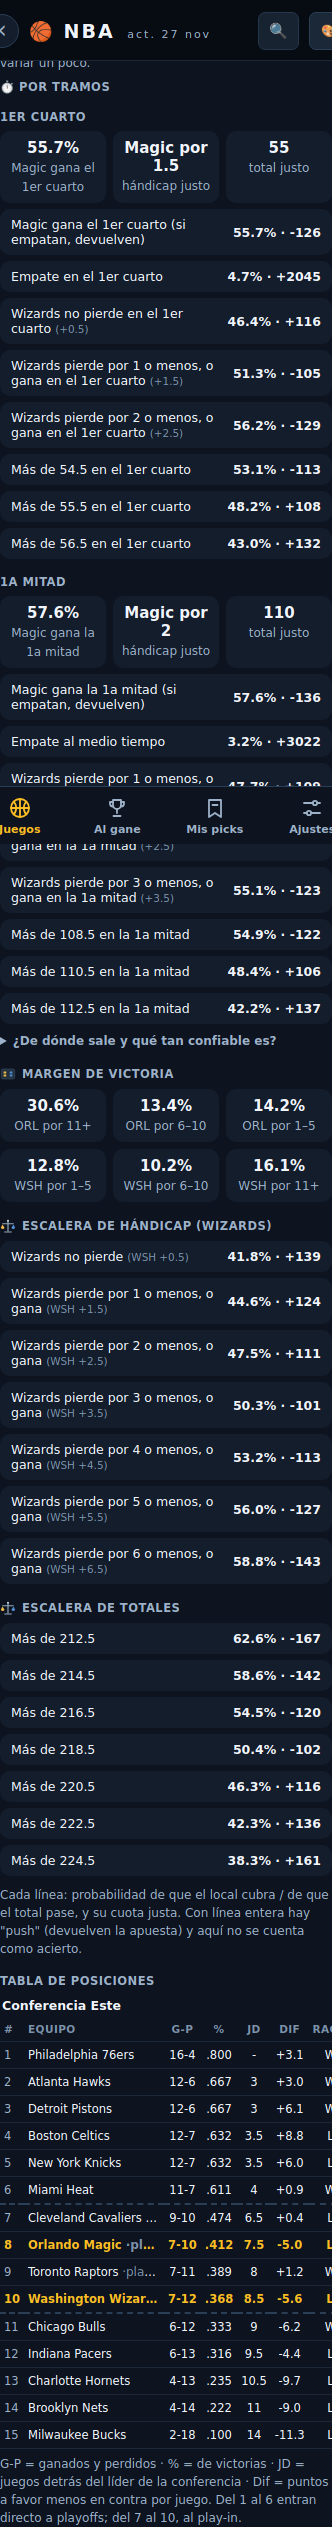 NBA act. 27 nov
variar un poco.
POR TRAMOS
1ER CUARTO
55.7%
Magic gana el
1er cuarto
Magic por
1.5
hándicap justo
55
total justo
Magic gana el 1er cuarto (si
empatan, devuelven)
55.7% · -126
Empate en el 1er cuarto
4.7% · +2045
Wizards no pierde en el 1er
cuarto (+0.5)
46.4% · +116
Wizards pierde por 1 o menos, o
gana en el 1er cuarto (+1.5)
51.3% · -105
Wizards pierde por 2 o menos, o
gana en el 1er cuarto (+2.5)
56.2% · -129
Más de 54.5 en el 1er cuarto
53.1% · -113
Más de 55.5 en el 1er cuarto
48.2% · +108
Más de 56.5 en el 1er cuarto
43.0% · +132
1A MITAD
57.6%
Magic gana la
1a mitad
Magic por
2
hándicap justo
110
total justo
Magic gana la 1a mitad (si
empatan, devuelven)
57.6% · -136
Empate al medio tiempo
3.2% · +3022
Wizards pierde por 1 o menos, o
Juegos
Al gane
Mis picks
Ajustes
gana en la 1a mitad (+2.5)
Wizards pierde por 3 o menos, o
gana en la 1a mitad (+3.5)
55.1% · -123
Más de 108.5 en la 1a mitad
54.9% · -122
Más de 110.5 en la 1a mitad
48.4% · +106
Más de 112.5 en la 1a mitad
42.2% · +137
¿De dónde sale y qué tan confiable es?
MARGEN DE VICTORIA
30.6%
ORL por 11+
13.4%
ORL por 6–10
14.2%
ORL por 1–5
12.8%
WSH por 1–5
10.2%
WSH por 6–10
16.1%
WSH por 11+
ESCALERA DE HÁNDICAP (WIZARDS)
Wizards no pierde (WSH +0.5)
41.8% · +139
Wizards pierde por 1 o menos, o
gana (WSH +1.5)
44.6% · +124
Wizards pierde por 2 o menos, o
gana (WSH +2.5)
47.5% · +111
Wizards pierde por 3 o menos, o
gana (WSH +3.5)
50.3% · -101
Wizards pierde por 4 o menos, o
gana (WSH +4.5)
53.2% · -113
Wizards pierde por 5 o menos, o
gana (WSH +5.5)
56.0% · -127
Wizards pierde por 6 o menos, o
gana (WSH +6.5)
58.8% · -143
ESCALERA DE TOTALES
Más de 212.5
62.6% · -167
Más de 214.5
58.6% · -142
Más de 216.5
54.5% · -120
Más de 218.5
50.4% · -102
Más de 220.5
46.3% · +116
Más de 222.5
42.3% · +136
Más de 224.5
38.3% · +161
Cada línea: probabilidad de que el local cubra / de que
el total pase, y su cuota justa. Con línea entera hay
"push" (devuelven la apuesta) y aquí no se cuenta
como acierto.
TABLA DE POSICIONES
Conferencia Este
# EQUIPO G-P % JD DIF RAC
1 Philadelphia 76ers 16-4 .800 - +3.1 W
2 Atlanta Hawks 12-6 .667 3 +3.0 W
3 Detroit Pistons 12-6 .667 3 +6.1 W
4 Boston Celtics 12-7 .632 3.5 +8.8 L
5 New York Knicks 12-7 .632 3.5 +6.0 L
6 Miami Heat 11-7 .611 4 +0.9 W
7 Cleveland Cavaliers ... 9-10 .474 6.5 +0.4 L
8 Orlando Magic ·pl... 7-10 .412 7.5 -5.0 L
9 Toronto Raptors ·pla... 7-11 .389 8 +1.2 W
10 Washington Wizar... 7-12 .368 8.5 -5.6 L
11 Chicago Bulls 6-12 .333 9 -6.2 W
12 Indiana Pacers 6-13 .316 9.5 -4.4 L
13 Charlotte Hornets 4-13 .235 10.5 -9.7 L
14 Brooklyn Nets 4-14 .222 11 -9.0 L
15 Milwaukee Bucks 2-18 .100 14 -11.3 L
G-P = ganados y perdidos · % = de victorias · JD =
juegos detrás del líder de la conferencia · Dif = puntos
a favor menos en contra por juego. Del 1 al 6 entran
directo a playoffs; del 7 al 10, al play-in.